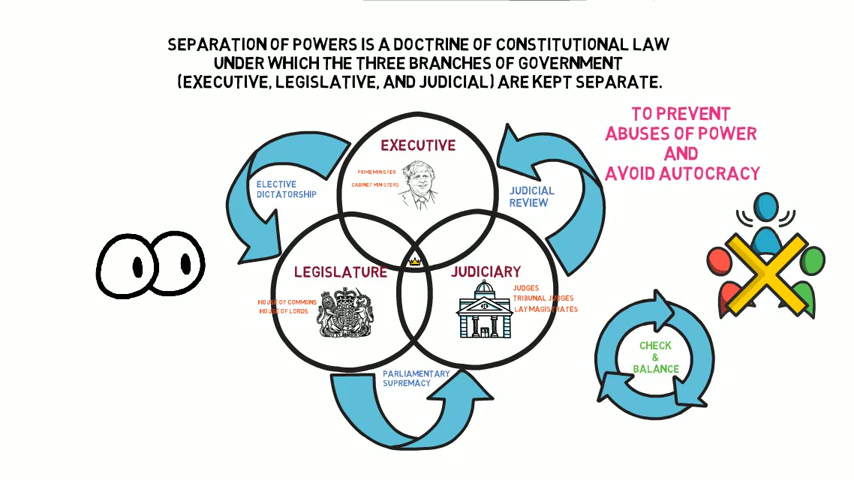 SEPARATION OF POWERS IS A DOCTRINE OF CONSTITUTIONAL LAW
UNDER WHICH THE THREE BRANCHES OF GOVERNMENT
(EXECUTIVE, LEGISLATIVE, AND JUDICIAL) ARE KEPT SEPARATE.
TO PREVENT
ABUSES OF POWER
AND
AVOID AUTOCRACY
EXECUTIVE
PRIME MINISTER
CABINET MINISTERS
ELECTIVE
DICTATORSHIP
JUDICIAL
REVIEW
LEGISLATURE
HOUSE OF COMMONS
HOUSE OF LORDS
JUDICIARY
JUDGES
TRIBUNAL JUDGES
LAY MAGISTRATES
CHECK
&
BALANCE
PARLIAMENTARY
SUPREMACY